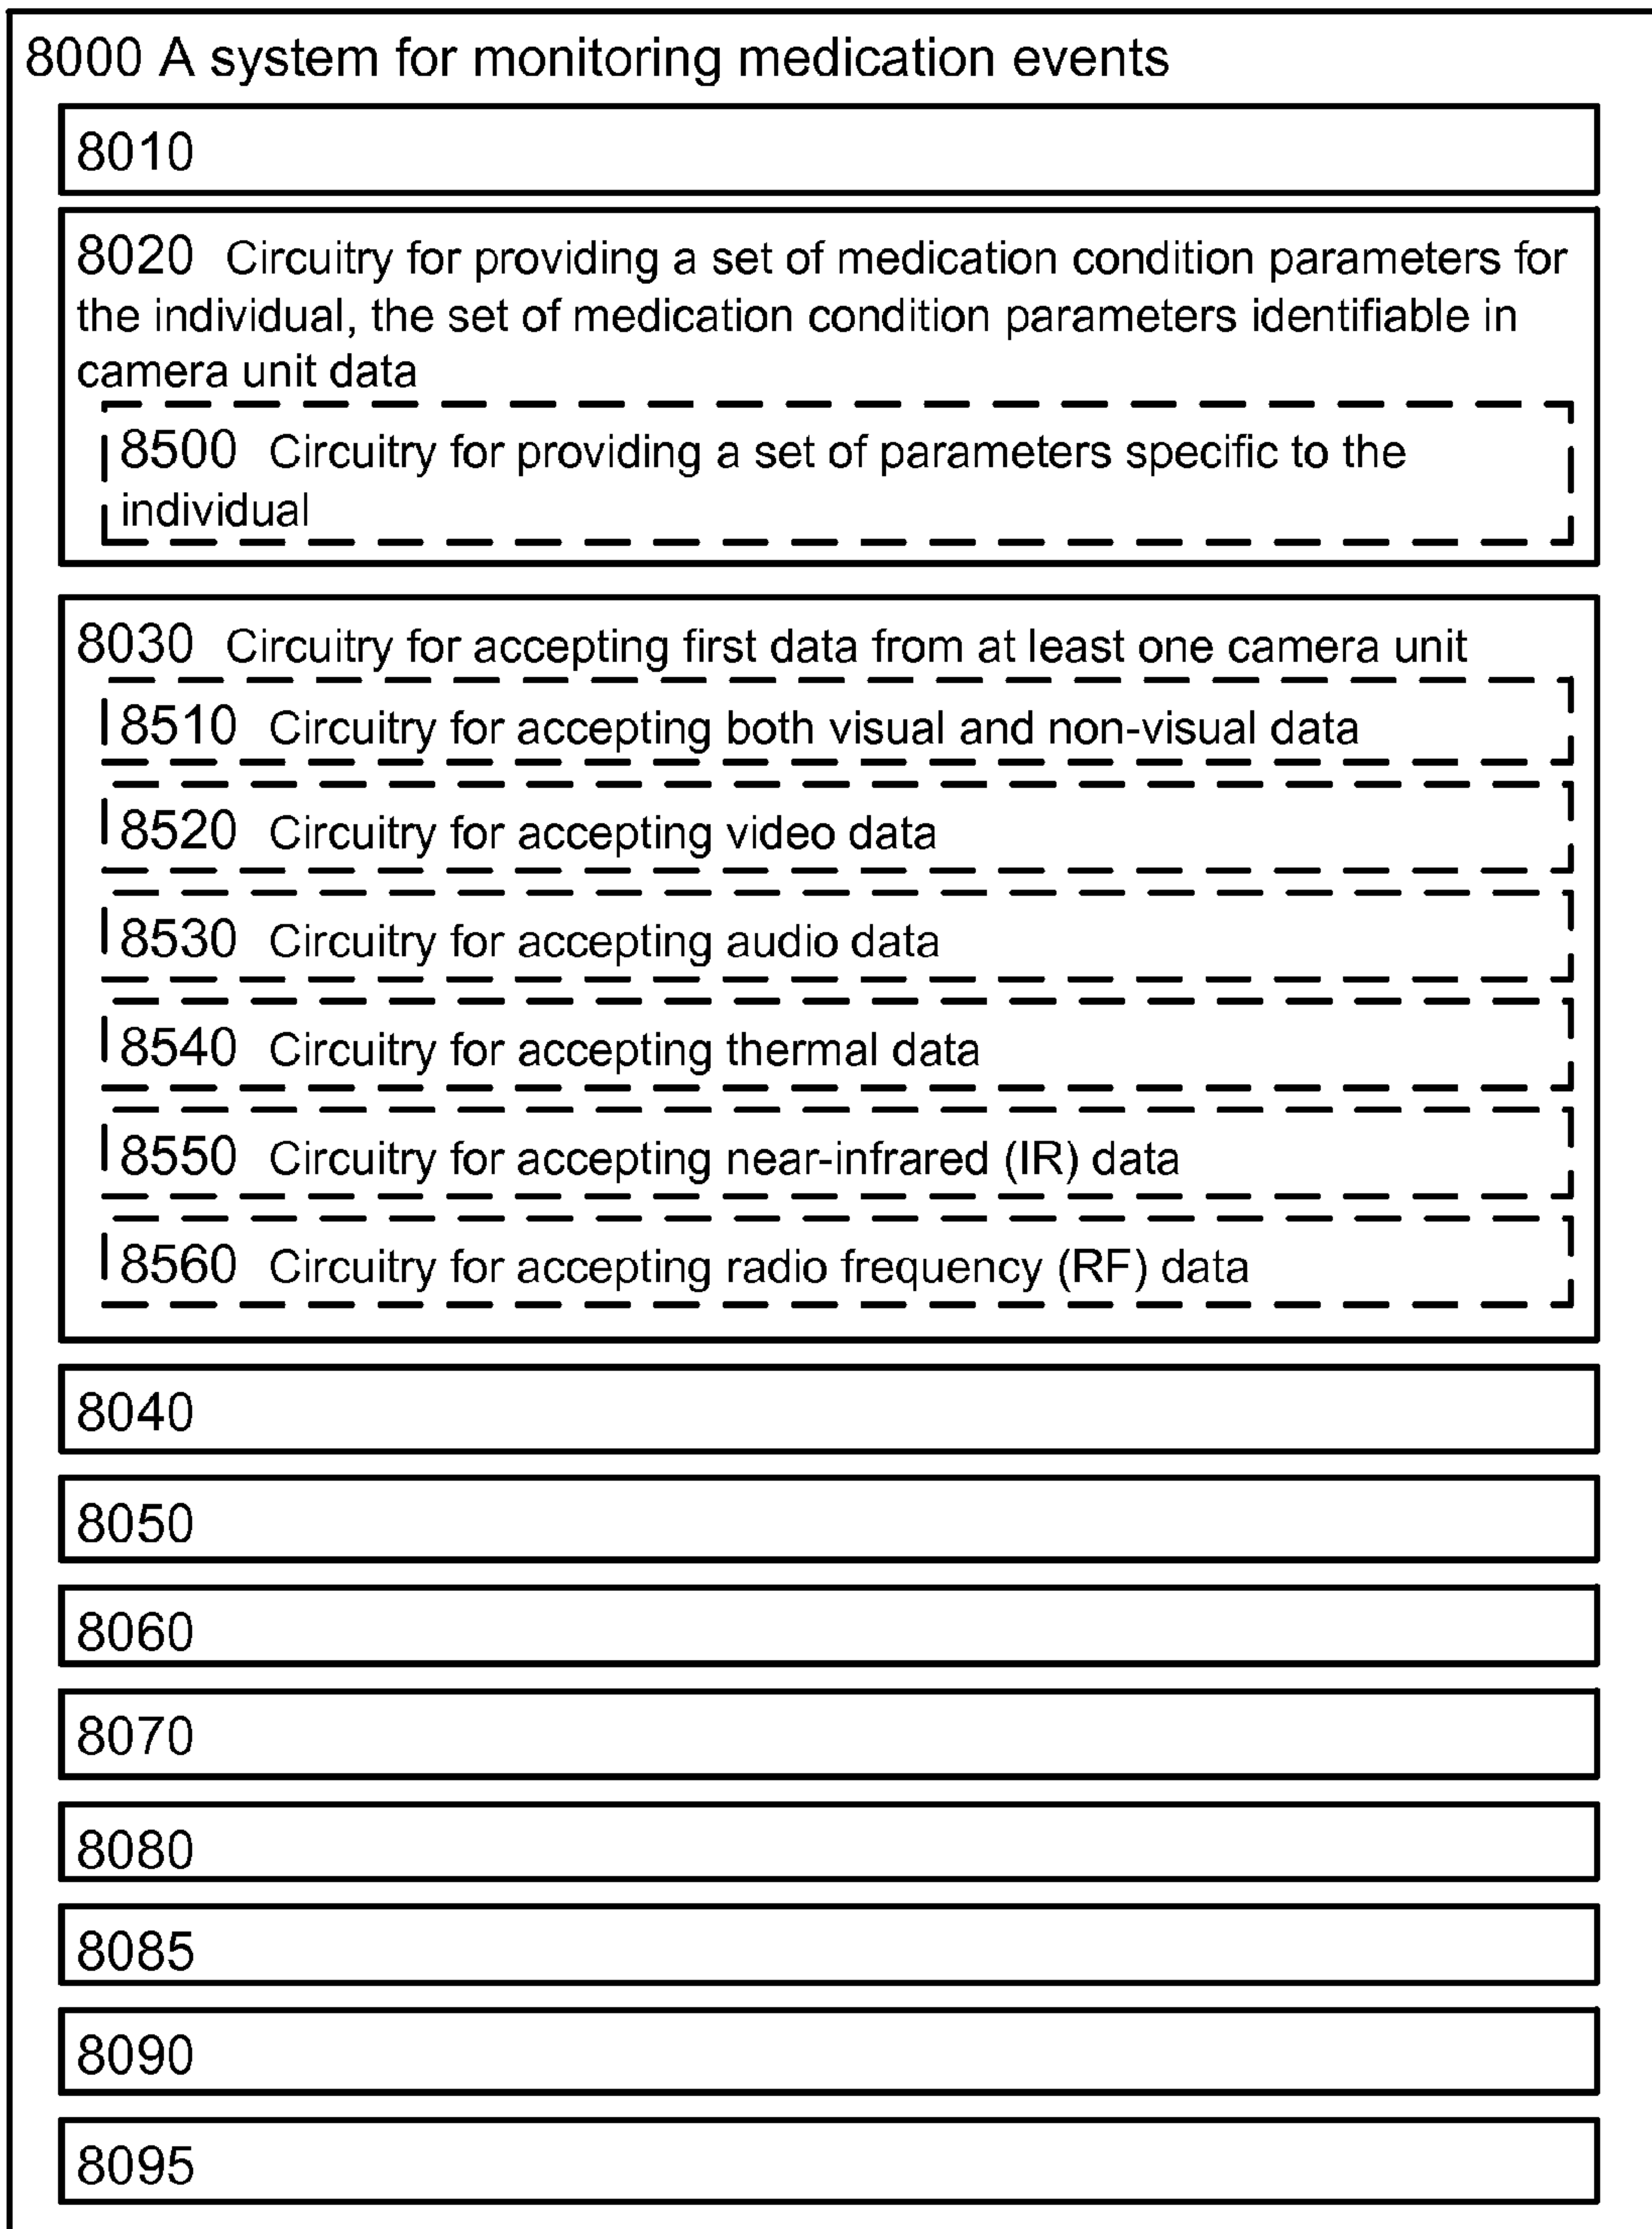 8000 A system for monitoring medication events
8010
8020 Circuitry for providing a set of medication condition parameters for
the individual, the set of medication condition parameters identifiable in
camera unit data
8500 Circuitry for providing a set of parameters specific to the
individual
8030 Circuitry for accepting first data from at least one camera unit
8510 Circuitry for accepting both visual and non-visual data
8520 Circuitry for accepting video data
8530 Circuitry for accepting audio data
8540 Circuitry for accepting thermal data
8550 Circuitry for accepting near-infrared (IR) data
8560 Circuitry for accepting radio frequency (RF) data
8040
8050
8060
8070
8080
8085
8090
8095